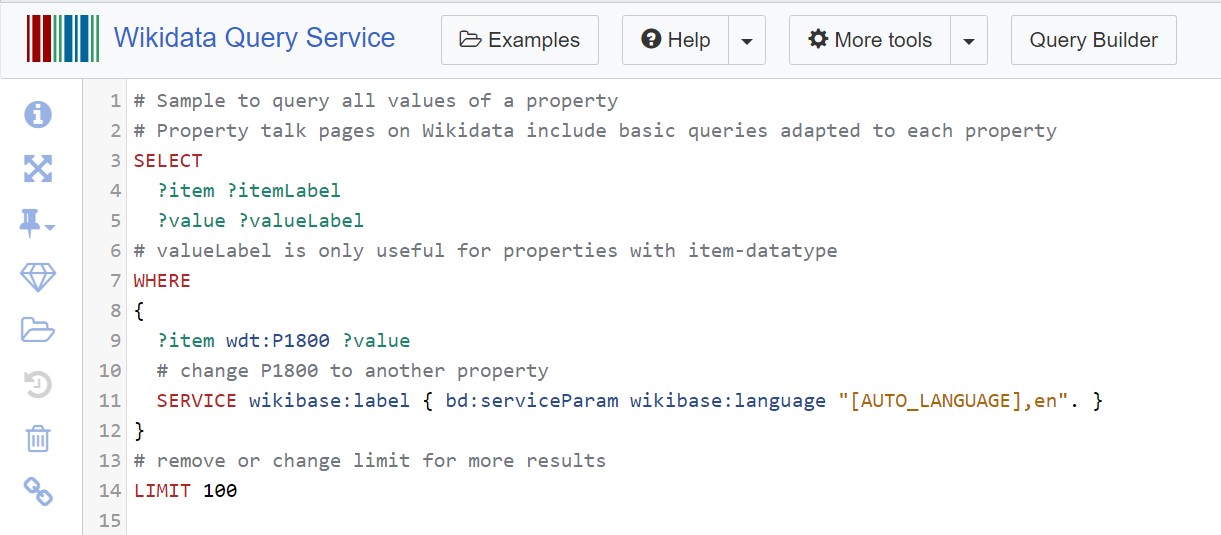 Wikidata Query Service Examples Help More tools Query Builder
1 # Sample to query all values of a property
2 # Property talk pages on Wikidata include basic queries adapted to each property
3 SELECT
4 ?item ?itemLabel
5 ?value ?valueLabel
6 # valueLabel is only useful for properties with item-datatype
7 WHERE
8 {
9 ?item wdt:P1800 ?value
10 # change P1800 to another property
11 SERVICE wikibase:label { bd:serviceParam wikibase:language "[AUTO_LANGUAGE],en". }
12 }
13 # remove or change limit for more results
14 LIMIT 100
15